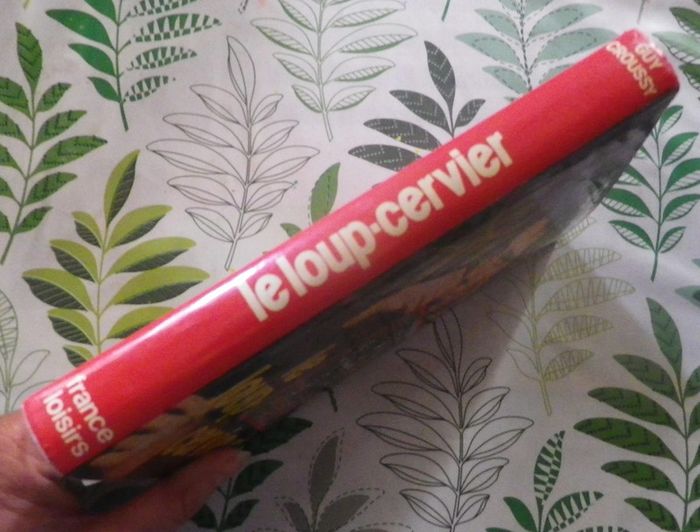 GUY
CROUSSY
le loup-cervier
france
loisirs